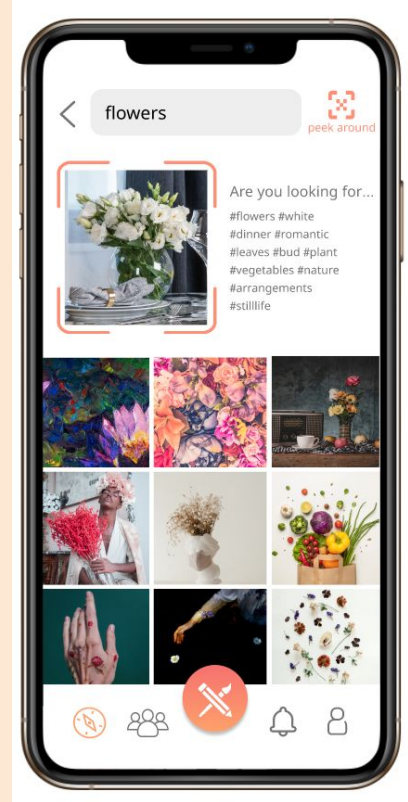 flowers
peek around
Are you looking for...
#flowers #white
#dinner #romantic
#leaves #bud #plant
#vegetables #nature
#arrangements
#stilllife